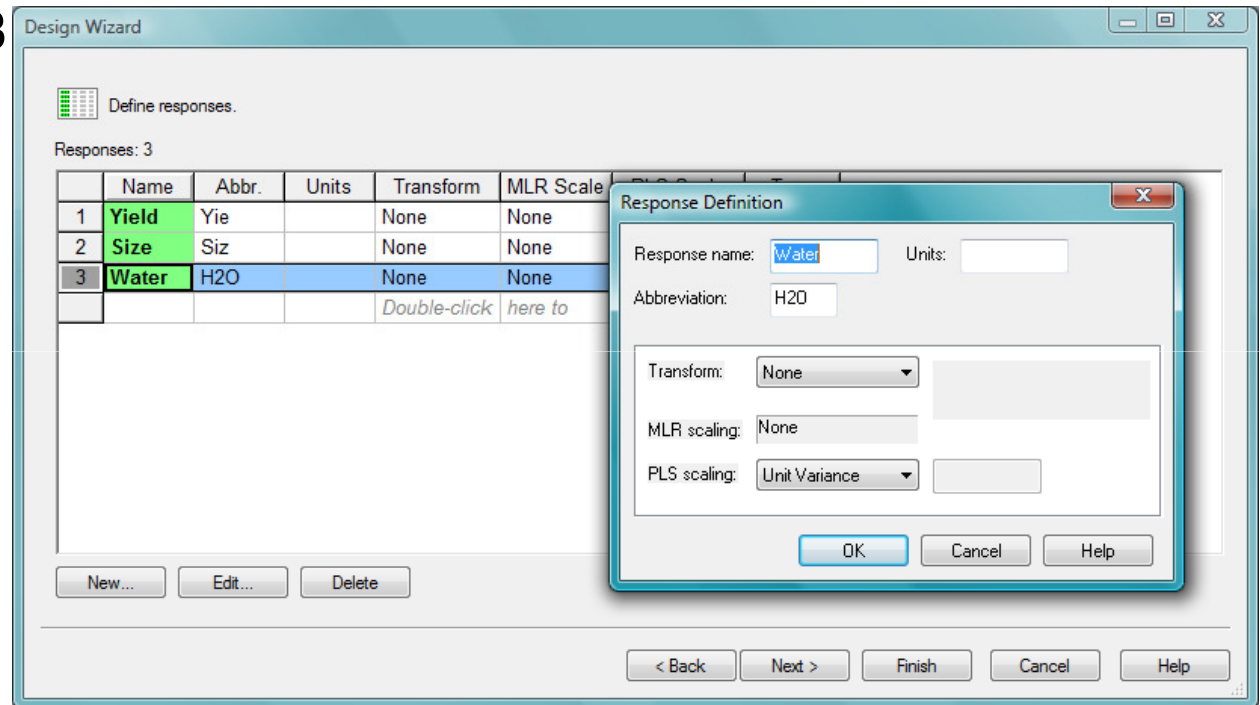 3
Design Wizard
Define responses.
Responses: 3
Name Abbr. Units Transform MLR Scale
1 Yield Yie None None
2 Size Siz None None
3 Water H2O None None
Double-click here to
New... Edit... Delete
Response Definition
Response name: Water Units:
Abbreviation: H2O
Transform: None
MLR scaling: None
PLS scaling: Unit Variance
OK Cancel Help
< Back Next > Finish Cancel Help